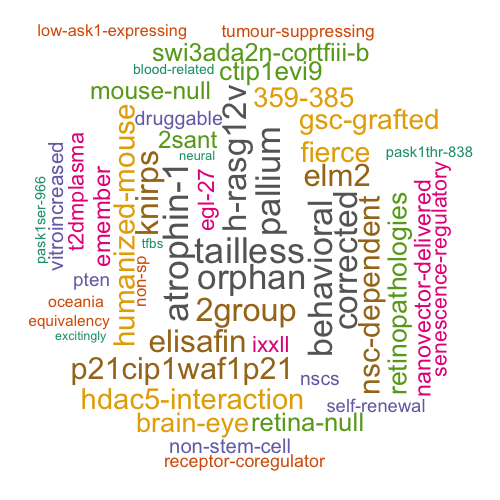 low-ask1-expressing
tumour-suppressing
swi3ada2n-cortfiii-b
blood-related
ctip1evi9
mouse-null
359-385
druggable
gsc-grafted
2sant
h-rasg12v
pallium
fierce
pask1thr-838
neural
elm2
pask1ser-966
vitroincreased
t2dmplasma
emember
humanized-mouse
knirps
atrophin-1
egl-27
tailless
orphan
behavioral
corrected
nsc-dependent
retinopathologies
nanovector-delivered
senescence-regulatory
tfbs
non-sp
pten
oceania
equivalency
excitingly
2group
elisafin
ixxll
p21cip1waf1p21
nscs
hdac5-interaction
self-renewal
brain-eye
retina-null
non-stem-cell
receptor-coregulator